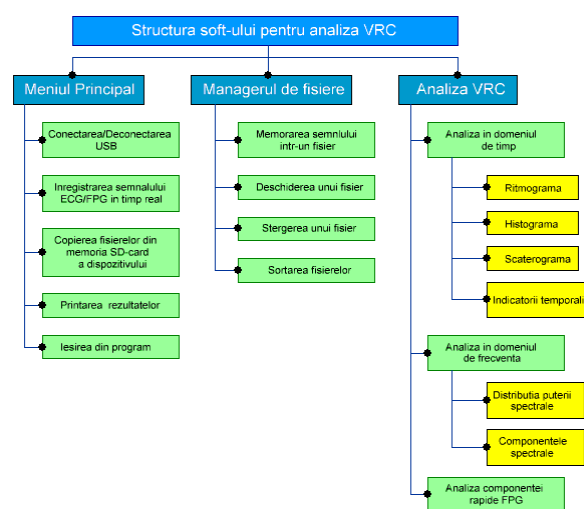 Structura soft-ului pentru analiza VRC
Meniul Principal
Conectarea/Deconectarea
USB
Inregistrarea semnalului
ECG/FPG in timp real
Copierea fisierelor din
memoria SD-card
a dispozitivului
Printarea rezultatelor
Iesirea din program
Managerul de fisiere
Memorarea semnlului
intr-un fisier
Deschiderea unui fisier
Stergerea unui fisier
Sortarea fisierelor
Analiza VRC
Analiza in domeniul
de timp
Ritmograma
Histograma
Scaterograma
Indicatorii temporali
Analiza in domeniul
de frecventa
Distributia puterii
spectrale
Componentele
spectrale
Analiza componentei
rapide FPG